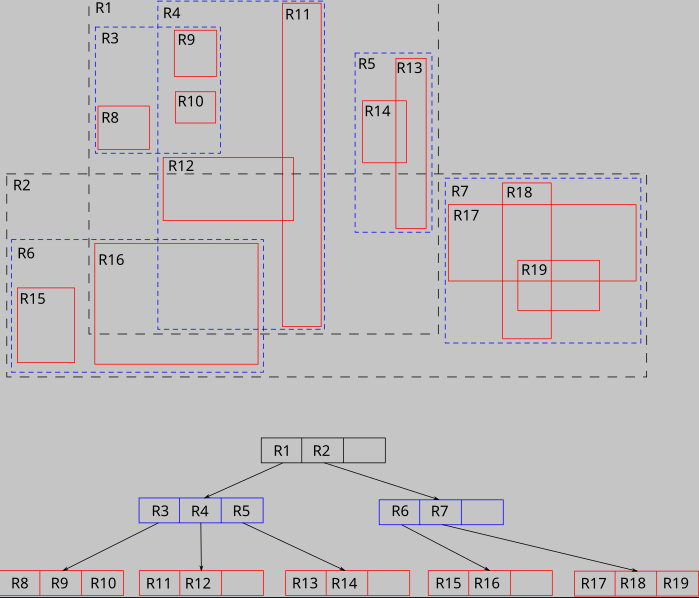 R1
R4
R11
R3
R9
R5
R13
R10
R14
R8
R12
R2
R7
R18
R17
R6
R16
R19
R15
R1 R2
R3 R4 R5
R6 R7
R8 R9 R10
R11 R12
R13 R14
R15 R16
R17 R18 R19